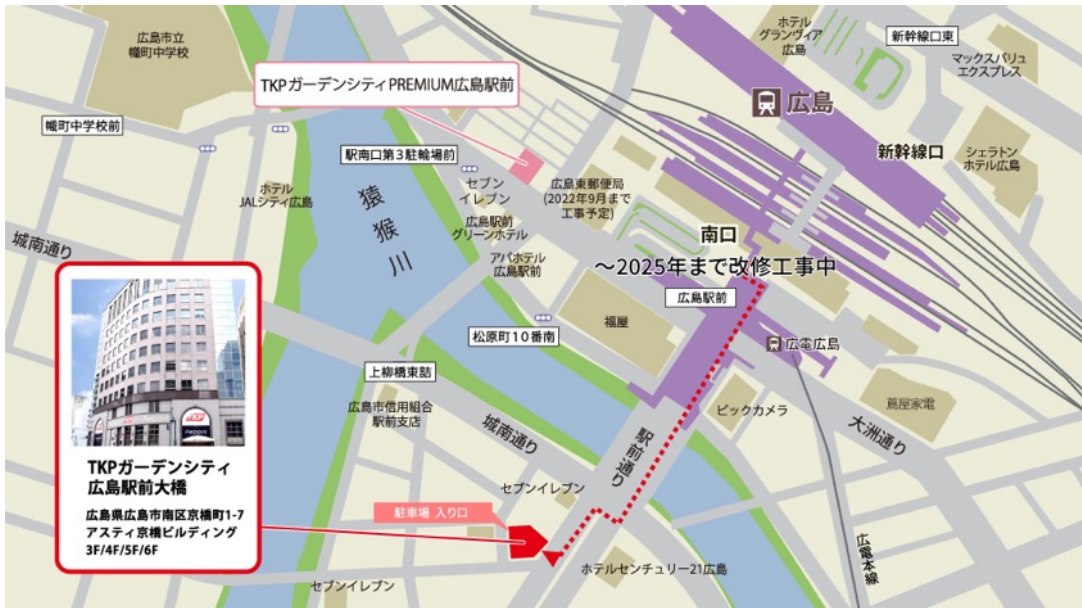 広島市立
幟町中学校
TKPガーデンシティPREMIUM広島駅前
幟町中学校前
駅南口第3駐輪場前
ホテル
グランヴィア
広島
新幹線口東
マックスバリュ
エクスプレス
広島
新幹線口
シェラトン
ホテル広島
セブン
イレブン
広島東郵便局
(2022年9月まで
工事予定)
ホテル
JALシティ広島
猿猴川
広島駅前
グリーンホテル
アパホテル
広島駅前
南口
～2025年まで改修工事中
広島駅前
城南通り
福屋
松原町10番南
広電広島
上柳橋東詰
広島市信用組合
駅前支店
城南通り
駅前通り
ビックカメラ
蔦屋家電
大洲通り
TKP
TKPガーデンシティ
広島駅前大橋
広島県広島市南区京橋町1-7
アスティ京橋ビルディング
3F/4F/5F/6F
セブンイレブン
駐車場 入り口
セブンイレブン
ホテルセンチュリー21広島
広電本線